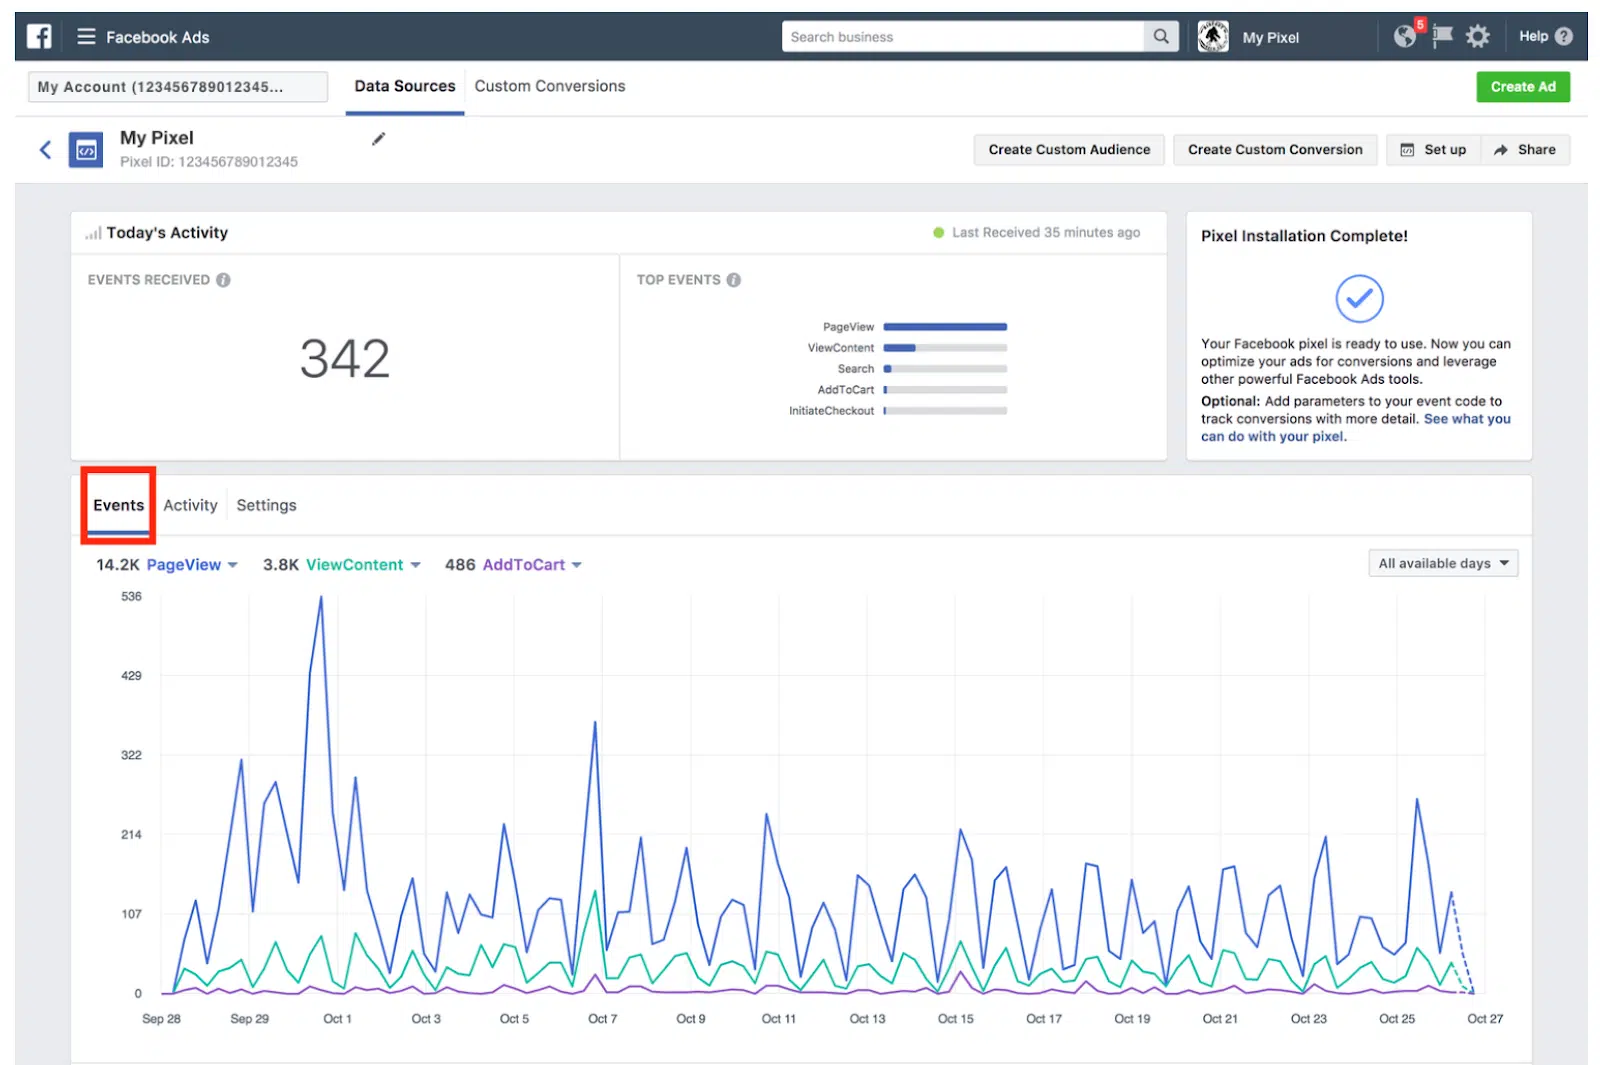 Facebook Ads
Search business
My Pixel
5
Help
My Account (123456789012345...
Data Sources
Custom Conversions
Create Ad
My Pixel
Pixel ID: 123456789012345
Create Custom Audience
Create Custom Conversion
Set up
Share
Today's Activity
Last Received 35 minutes ago
EVENTS RECEIVED
342
TOP EVENTS
PageView
ViewContent
Search
AddToCart
InitiateCheckout
Pixel Installation Complete!
Your Facebook pixel is ready to use. Now you can
optimize your ads for conversions and leverage
other powerful Facebook Ads tools.
Optional: Add parameters to your event code to
track conversions with more detail. See what you
can do with your pixel.
Events
Activity
Settings
14.2K PageView
3.8K ViewContent
486 AddToCart
All available days
536
429
322
214
107
0
Sep 28
Sep 29
Oct 1
Oct 3
Oct 5
Oct 7
Oct 9
Oct 11
Oct 13
Oct 15
Oct 17
Oct 19
Oct 21
Oct 23
Oct 25
Oct 27